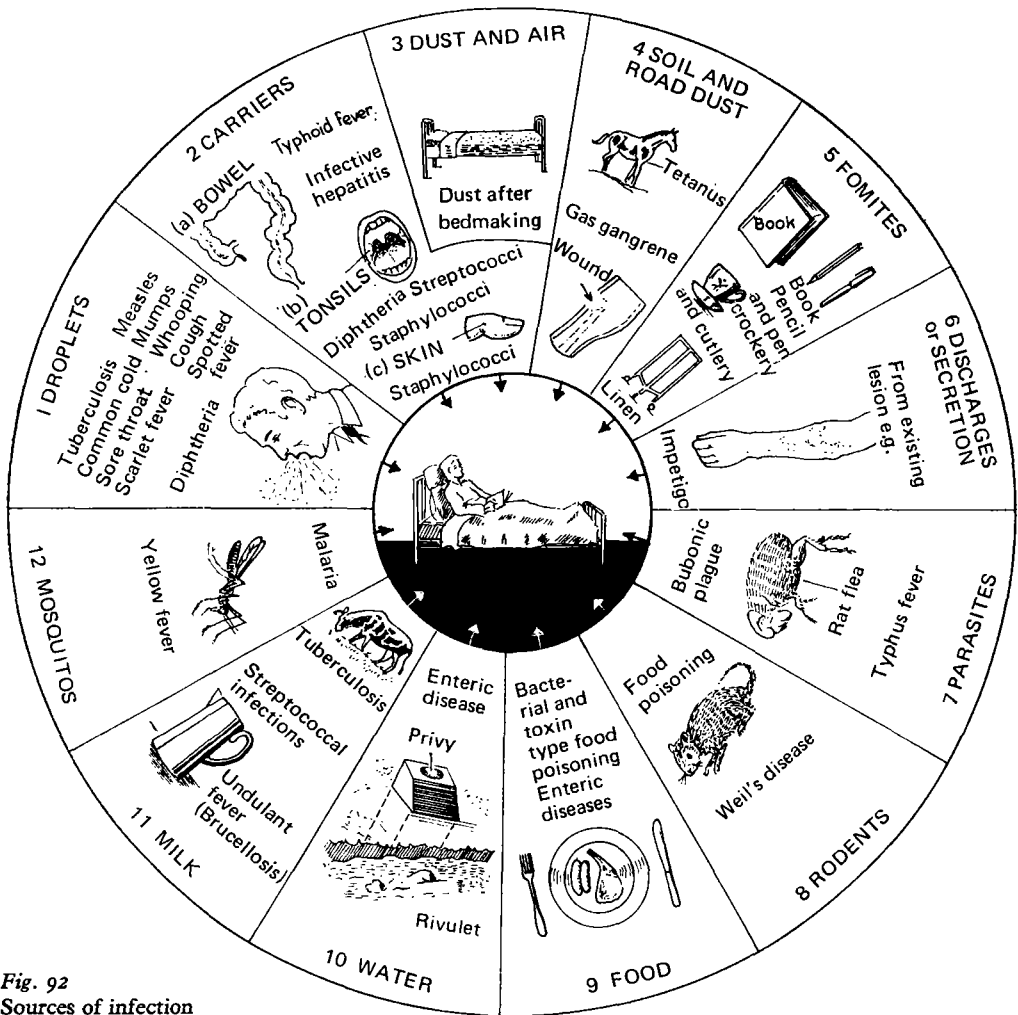 1 DROPLETS
Measles
Mumps
Whooping
Cough
Spotted
fever
Tuberculosis
Common cold
Sore throat
Scarlet fever
Diphtheria
2 CARRIERS
(a) BOWEL
Typhoid fever.
Infective
hepatitis
(b)
TONSILS
Diphtheria Streptococci
Staphylococci
(c) SKIN
Staphylococci
3 DUST AND AIR
Dust after
bedmaking
4 SOIL AND
ROAD DUST
Tetanus
Gas gangrene
Wound
5 FOMITES
Book
Book
Pencil
and pen
crockery
and cutlery
Linen
6 DISCHARGES
or SECRETION
From existing
lesion e.g.
Impetigo
7 PARASITES
Bubonic
plague
Rat flea
Typhus fever
8 RODENTS
Food
poisoning
Weil's disease
9 FOOD
Bacte-
rial and
toxin
type food
poisoning
Enteric
diseases
10 WATER
Enteric
disease
Privy
Rivulet
11 MILK
Tuberculosis
Streptococcal
infections
Undulant
fever
(Brucellosis)
12 MOSQUITOS
Malaria
Yellow fever
Fig. 92
Sources of infection